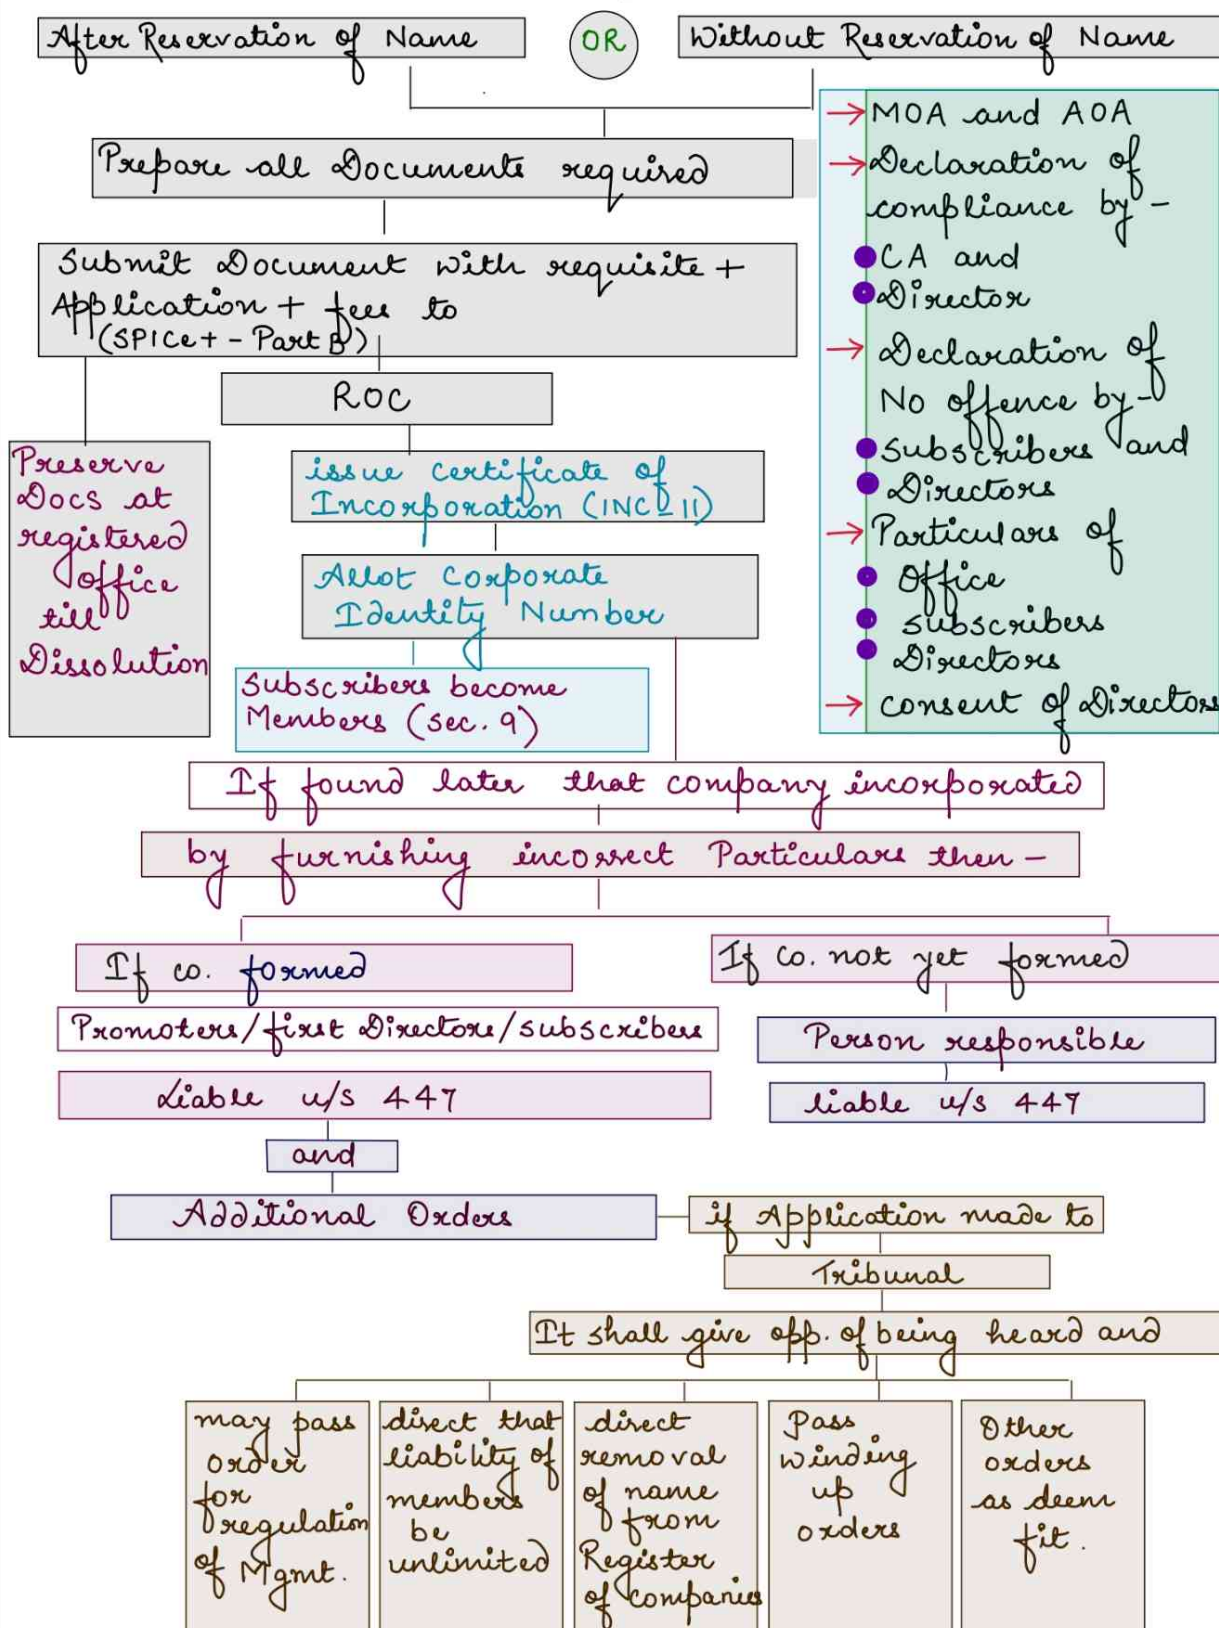 After Reservation of Name
OR
Without Reservation of Name
Prepare all Documents required
Submit Document with requisite +
Application + fees to
(SPICe+ - Part B)
ROC
Preserve
Docs at
registered
office
till
Dissolution
issue certificate of
Incorporation (INC-11)
Allot Corporate
Identity Number
Subscribers become
Members (sec. 9)
→ MOA and AOA
→ Declaration of
compliance by -
● CA and
● Director
→ Declaration of
No offence by -
● Subscribers and
● Directors
→ Particulars of
● Office
● Subscribers
● Directors
→ consent of Directors
If found later that company incorporated
by furnishing incorrect Particulars then -
If co. formed
Promoters/first Directors/subscribers
Liable u/s 447
and
Additional Orders
If Co. not yet formed
Person responsible
liable u/s 447
if Application made to
Tribunal
It shall give opp. of being heard and
may pass
order
for
regulation
of Mgmt.
direct that
liability of
members
be
unlimited
direct
removal
of name
from
Register
of companies
Pass
winding
up
orders
Other
orders
as deem
fit.